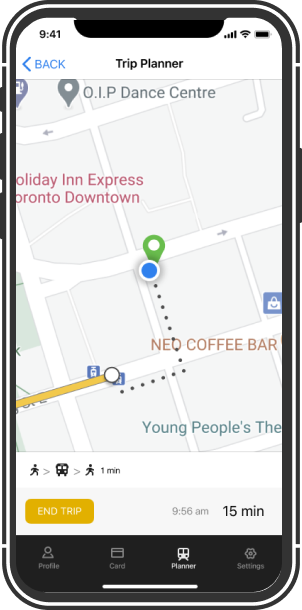 9:41
BACK
Trip Planner
O.I.P Dance Centre
oliday Inn Express
oronto Downtown
NEO COFFEE BAR
Young People's The
> > 1 min
END TRIP
9:56 am
15 min
Profile
Card
Planner
Settings